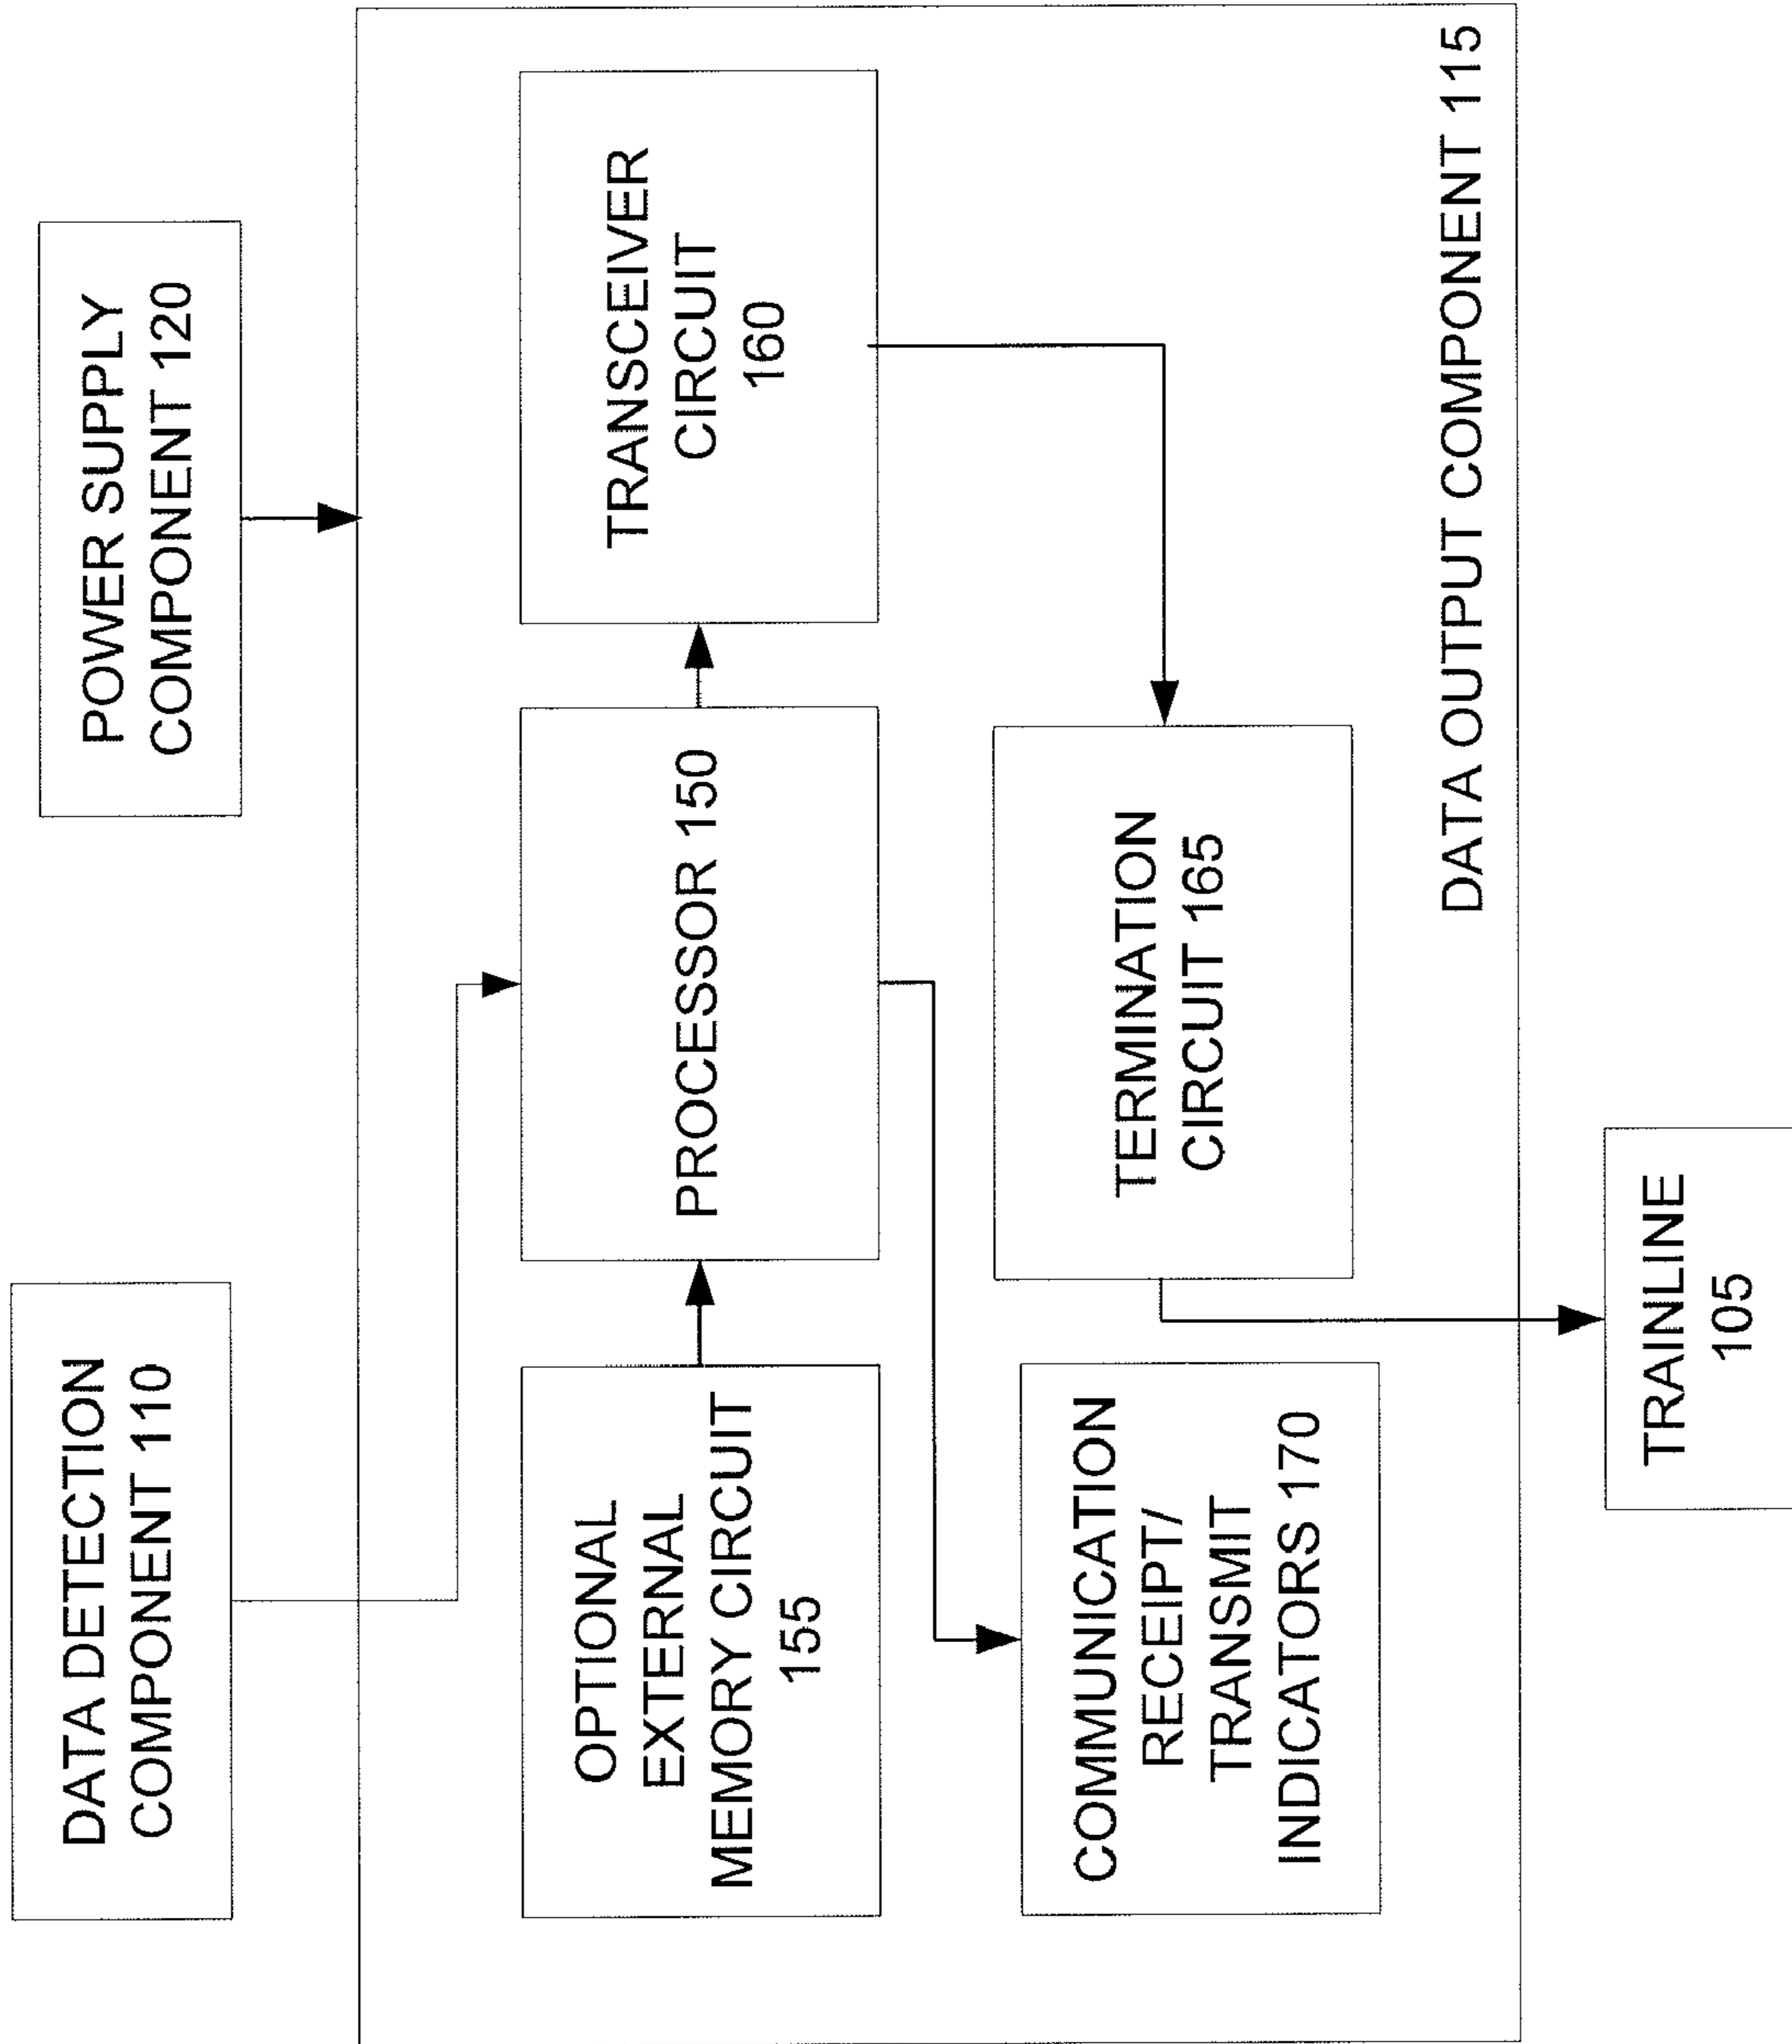 DATA DETECTION
COMPONENT 110
POWER SUPPLY
COMPONENT 120
OPTIONAL
EXTERNAL
MEMORY CIRCUIT
155
PROCESSOR 150
TRANSCEIVER
CIRCUIT
160
COMMUNICATION
RECEIPT/
TRANSMIT
INDICATORS 170
TERMINATION
CIRCUIT 165
DATA OUTPUT COMPONENT 115
TRAINLINE
105